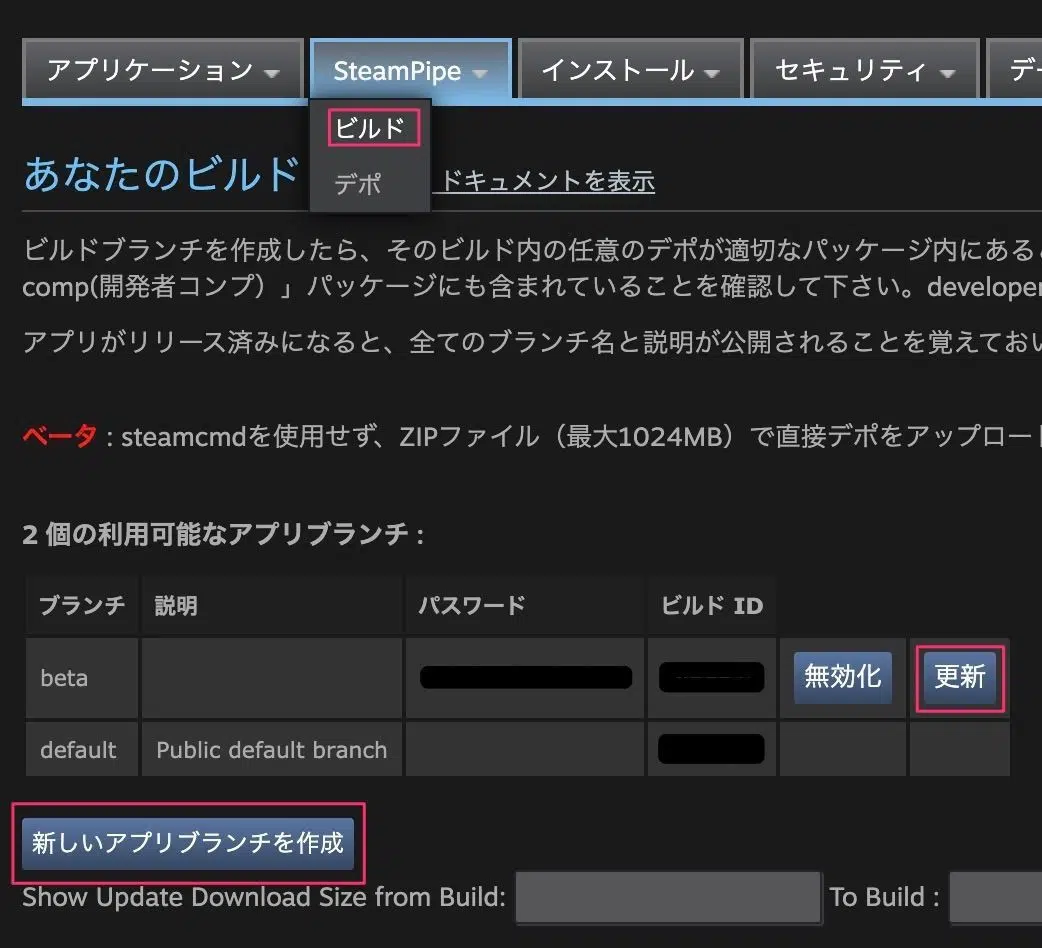 アプリケーション SteamPipe インストール セキュリティ デー
ビルド
デポ
あなたのビルド ドキュメントを表示
ビルドブランチを作成したら、そのビルド内の任意のデポが適切なパッケージ内にある
comp(開発者コンプ）」パッケージにも含まれていることを確認して下さい。developer
アプリがリリース済みになると、全てのブランチ名と説明が公開されることを覚えておい
ベータ : steamcmdを使用せず、ZIPファイル（最大1024MB）で直接デポをアップロード
2 個の利用可能なアプリブランチ :
ブランチ 説明 パスワード ビルド ID
beta 無効化 更新
default Public default branch
新しいアプリブランチを作成
Show Update Download Size from Build: To Build :